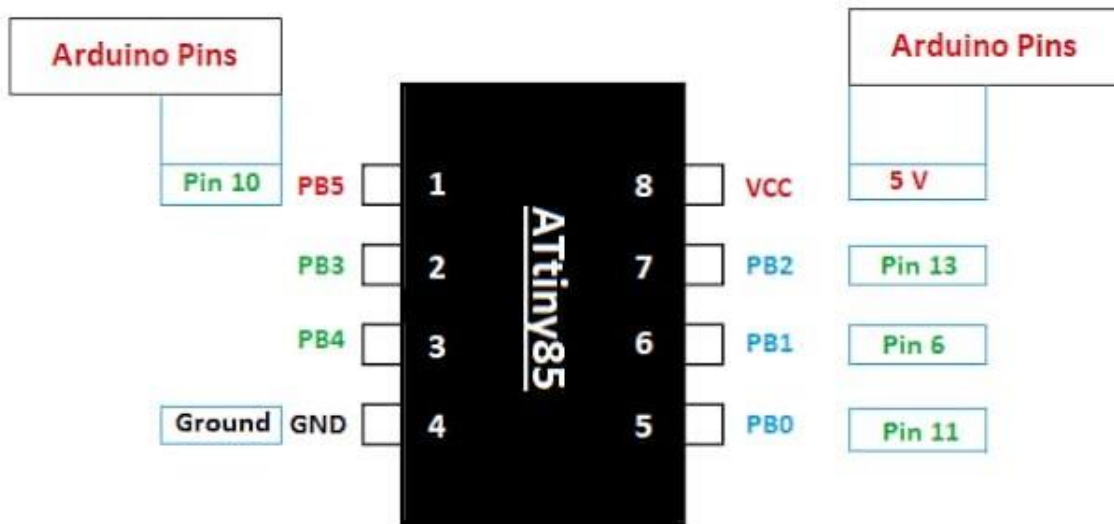 Arduino Pins
Arduino Pins
Pin 10 PB5 1 8 VCC 5 V
PB3 2 7 PB2 Pin 13
PB4 3 6 PB1 Pin 6
Ground GND 4 5 PB0 Pin 11
ATtiny85